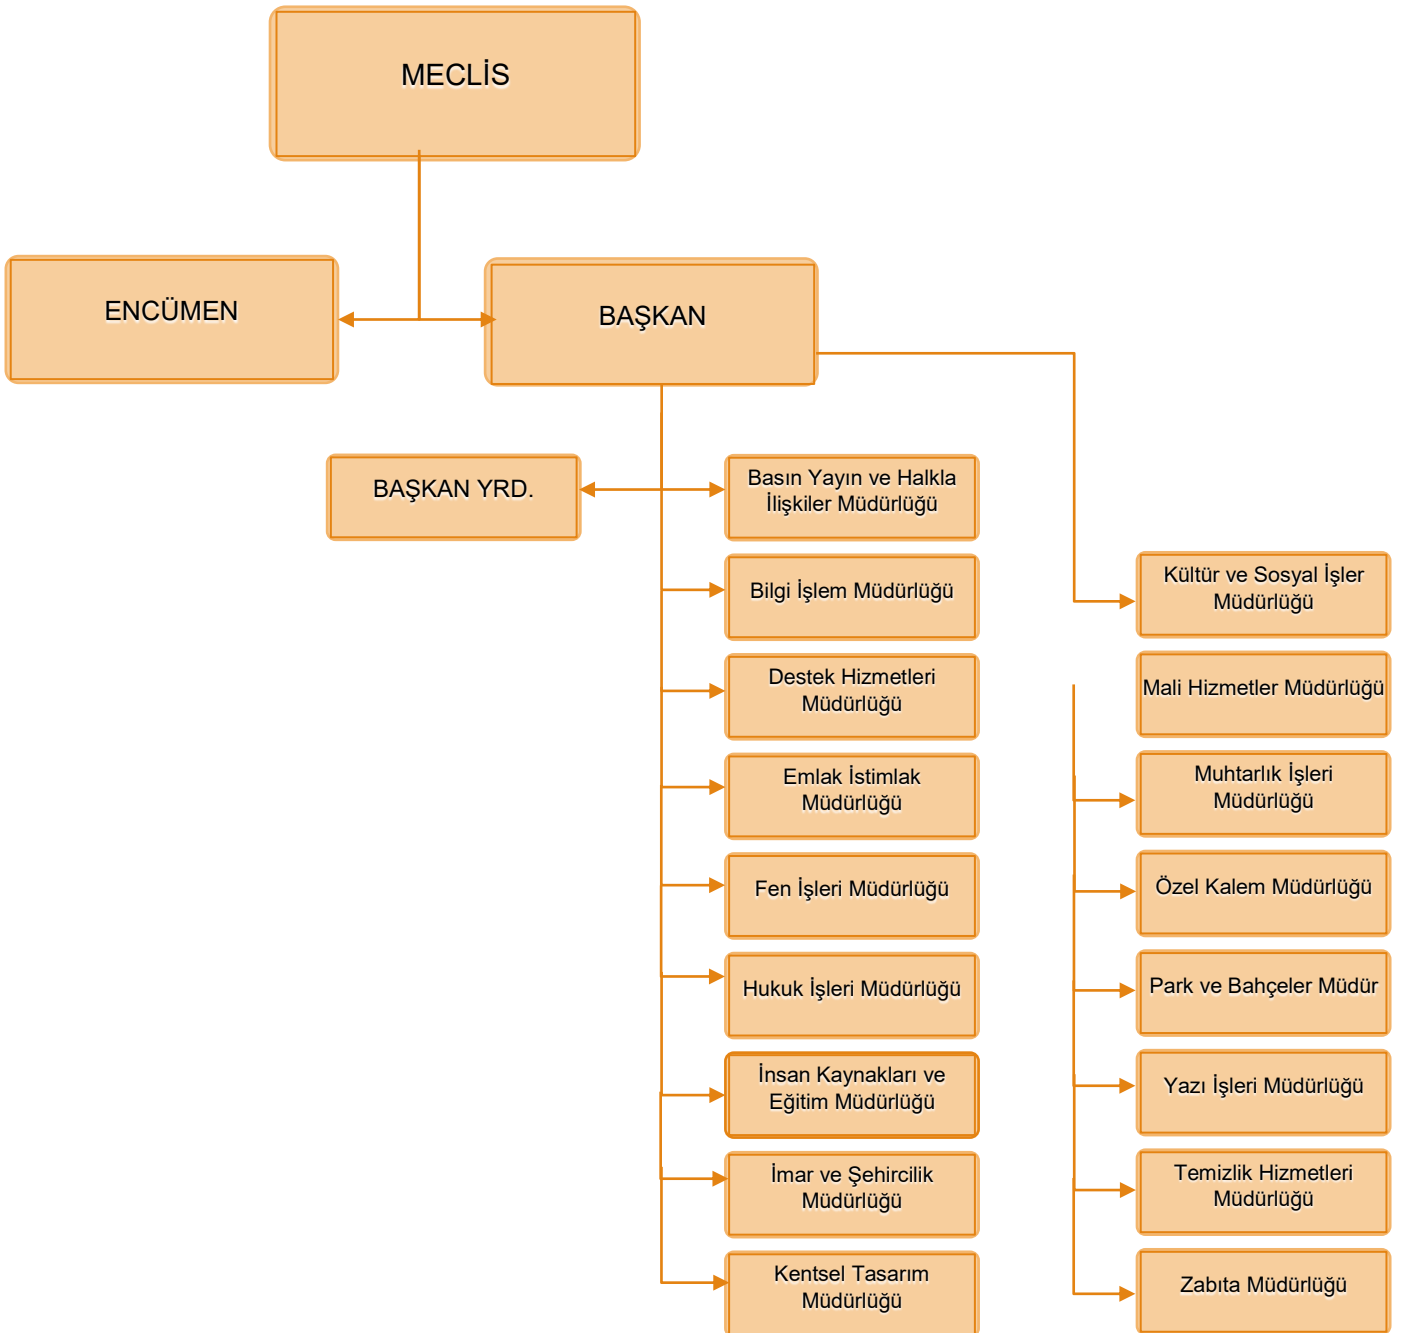 MECLİS
ENCÜMEN
BAŞKAN
BAŞKAN YRD.
Basın Yayın ve Halkla
İlişkiler Müdürlüğü
Bilgi İşlem Müdürlüğü
Destek Hizmetleri
Müdürlüğü
Emlak İstimlak
Müdürlüğü
Fen İşleri Müdürlüğü
Hukuk İşleri Müdürlüğü
İnsan Kaynakları ve
Eğitim Müdürlüğü
İmar ve Şehircilik
Müdürlüğü
Kentsel Tasarım
Müdürlüğü
Kültür ve Sosyal İşler
Müdürlüğü
Mali Hizmetler Müdürlüğü
Muhtarlık İşleri
Müdürlüğü
Özel Kalem Müdürlüğü
Park ve Bahçeler Müdür
Yazı İşleri Müdürlüğü
Temizlik Hizmetleri
Müdürlüğü
Zabıta Müdürlüğü